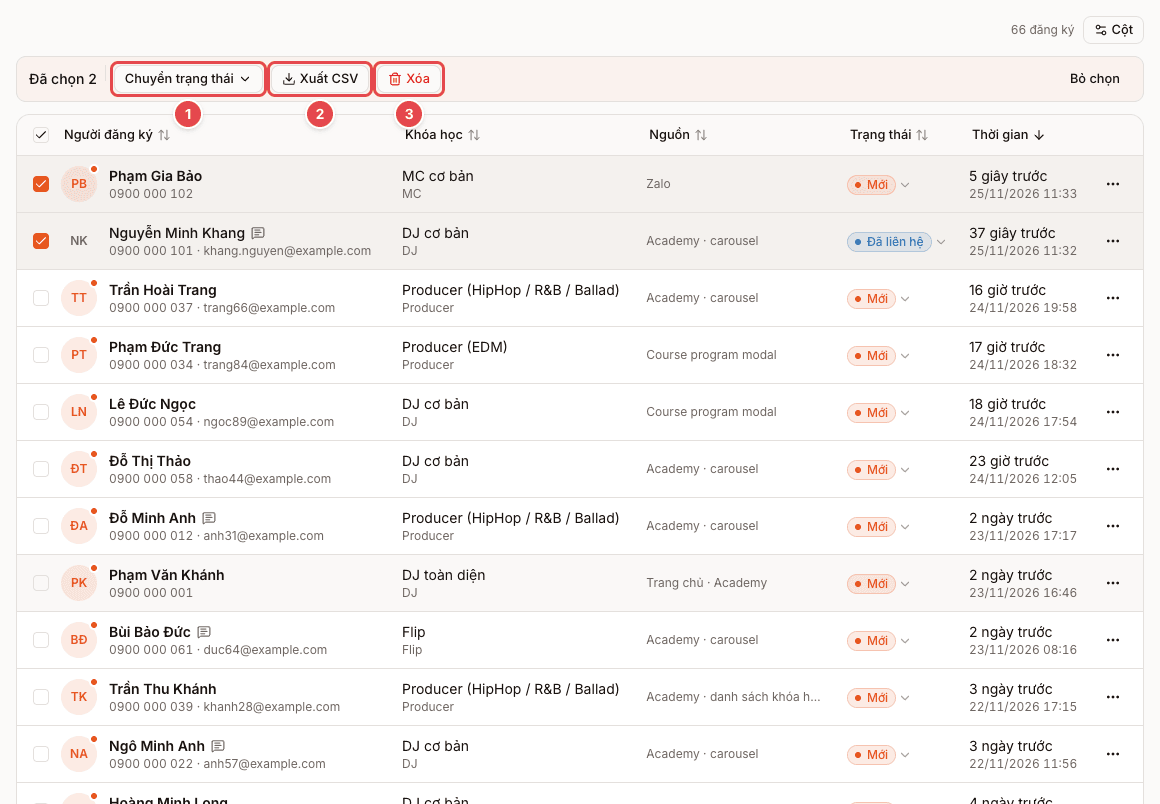 66 đăng ký
Cột
Đã chọn 2
Chuyển trạng thái
Xuất CSV
Xóa
Bỏ chọn
1
2
3
Người đăng ký
Khóa học
Nguồn
Trạng thái
Thời gian
PB
Phạm Gia Bảo
0900 000 102
MC cơ bản
MC
Zalo
Mới
5 giây trước
25/11/2026 11:33
NK
Nguyễn Minh Khang
0900 000 101 · khang.nguyen@example.com
DJ cơ bản
DJ
Academy · carousel
Đã liên hệ
37 giây trước
25/11/2026 11:32
TT
Trần Hoài Trang
0900 000 037 · trang66@example.com
Producer (HipHop / R&B / Ballad)
Producer
Academy · carousel
Mới
16 giờ trước
24/11/2026 19:58
PT
Phạm Đức Trang
0900 000 034 · trang84@example.com
Producer (EDM)
Producer
Course program modal
Mới
17 giờ trước
24/11/2026 18:32
LN
Lê Đức Ngọc
0900 000 054 · ngoc89@example.com
DJ cơ bản
DJ
Course program modal
Mới
18 giờ trước
24/11/2026 17:54
ĐT
Đỗ Thị Thảo
0900 000 058 · thao44@example.com
DJ cơ bản
DJ
Academy · carousel
Mới
23 giờ trước
24/11/2026 12:05
ĐA
Đỗ Minh Anh
0900 000 012 · anh31@example.com
Producer (HipHop / R&B / Ballad)
Producer
Academy · carousel
Mới
2 ngày trước
23/11/2026 17:17
PK
Phạm Văn Khánh
0900 000 001
DJ toàn diện
DJ
Trang chủ · Academy
Mới
2 ngày trước
23/11/2026 16:46
BĐ
Bùi Bảo Đức
0900 000 061 · duc64@example.com
Flip
Flip
Academy · carousel
Mới
2 ngày trước
23/11/2026 08:16
TK
Trần Thu Khánh
0900 000 039 · khanh28@example.com
Producer (HipHop / R&B / Ballad)
Producer
Academy · danh sách khóa h...
Mới
3 ngày trước
22/11/2026 17:15
NA
Ngô Minh Anh
0900 000 022 · anh57@example.com
DJ cơ bản
DJ
Academy · carousel
Mới
3 ngày trước
22/11/2026 11:56
Hoàng Minh Long
DJ cơ bản
4 ngày trước